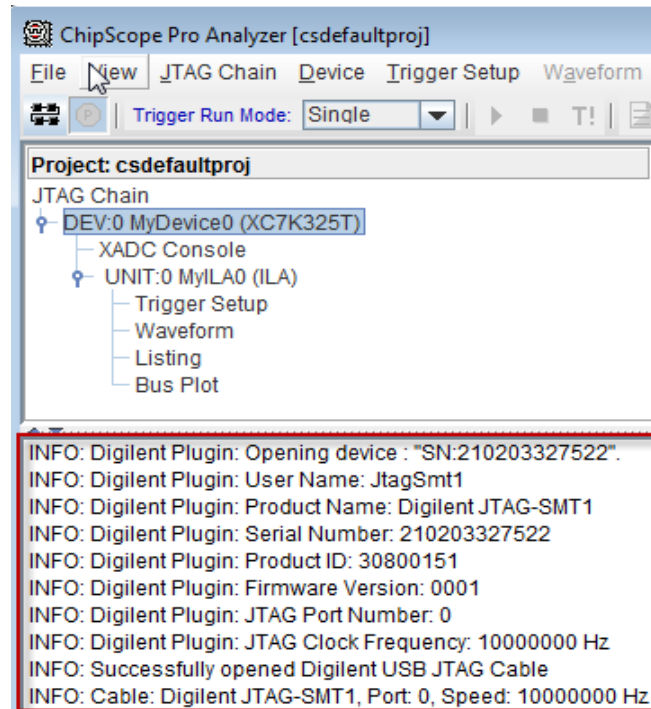 ChipScope Pro Analyzer [csdefaultproj]
File View JTAG Chain Device Trigger Setup Waveform
P Trigger Run Mode: Single T!
Project: csdefaultproj
JTAG Chain
DEV:0 MyDevice0 (XC7K325T)
XADC Console
UNIT:0 MyILA0 (ILA)
Trigger Setup
Waveform
Listing
Bus Plot
INFO: Digilent Plugin: Opening device : "SN:210203327522".
INFO: Digilent Plugin: User Name: JtagSmt1
INFO: Digilent Plugin: Product Name: Digilent JTAG-SMT1
INFO: Digilent Plugin: Serial Number: 210203327522
INFO: Digilent Plugin: Product ID: 30800151
INFO: Digilent Plugin: Firmware Version: 0001
INFO: Digilent Plugin: JTAG Port Number: 0
INFO: Digilent Plugin: JTAG Clock Frequency: 10000000 Hz
INFO: Successfully opened Digilent USB JTAG Cable
INFO: Cable: Digilent JTAG-SMT1, Port: 0, Speed: 10000000 Hz